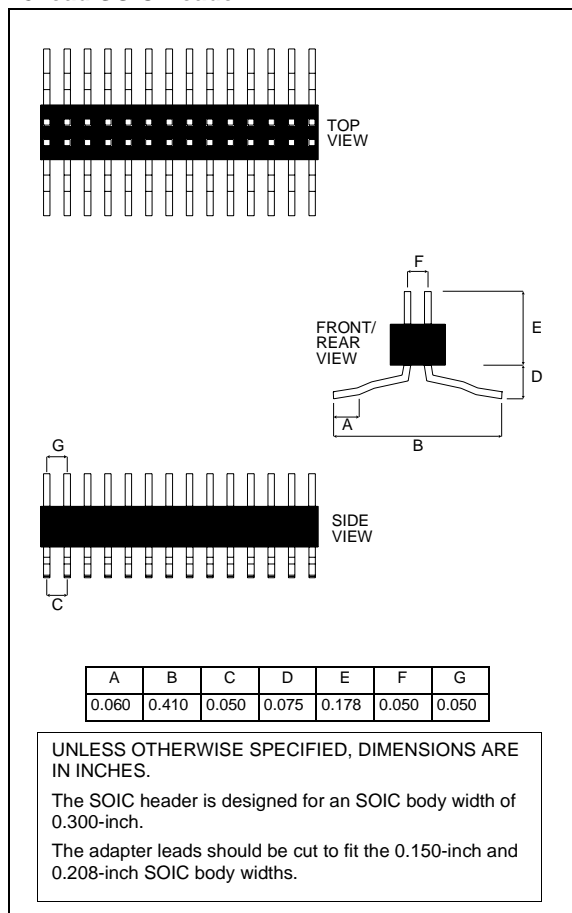 TOP
VIEW
F
FRONT/
REAR
VIEW
E
D
A
B
G
SIDE
VIEW
C
A B C D E F G
0.060 0.410 0.050 0.075 0.178 0.050 0.050
UNLESS OTHERWISE SPECIFIED, DIMENSIONS ARE
IN INCHES.
The SOIC header is designed for an SOIC body width of
0.300-inch.
The adapter leads should be cut to fit the 0.150-inch and
0.208-inch SOIC body widths.